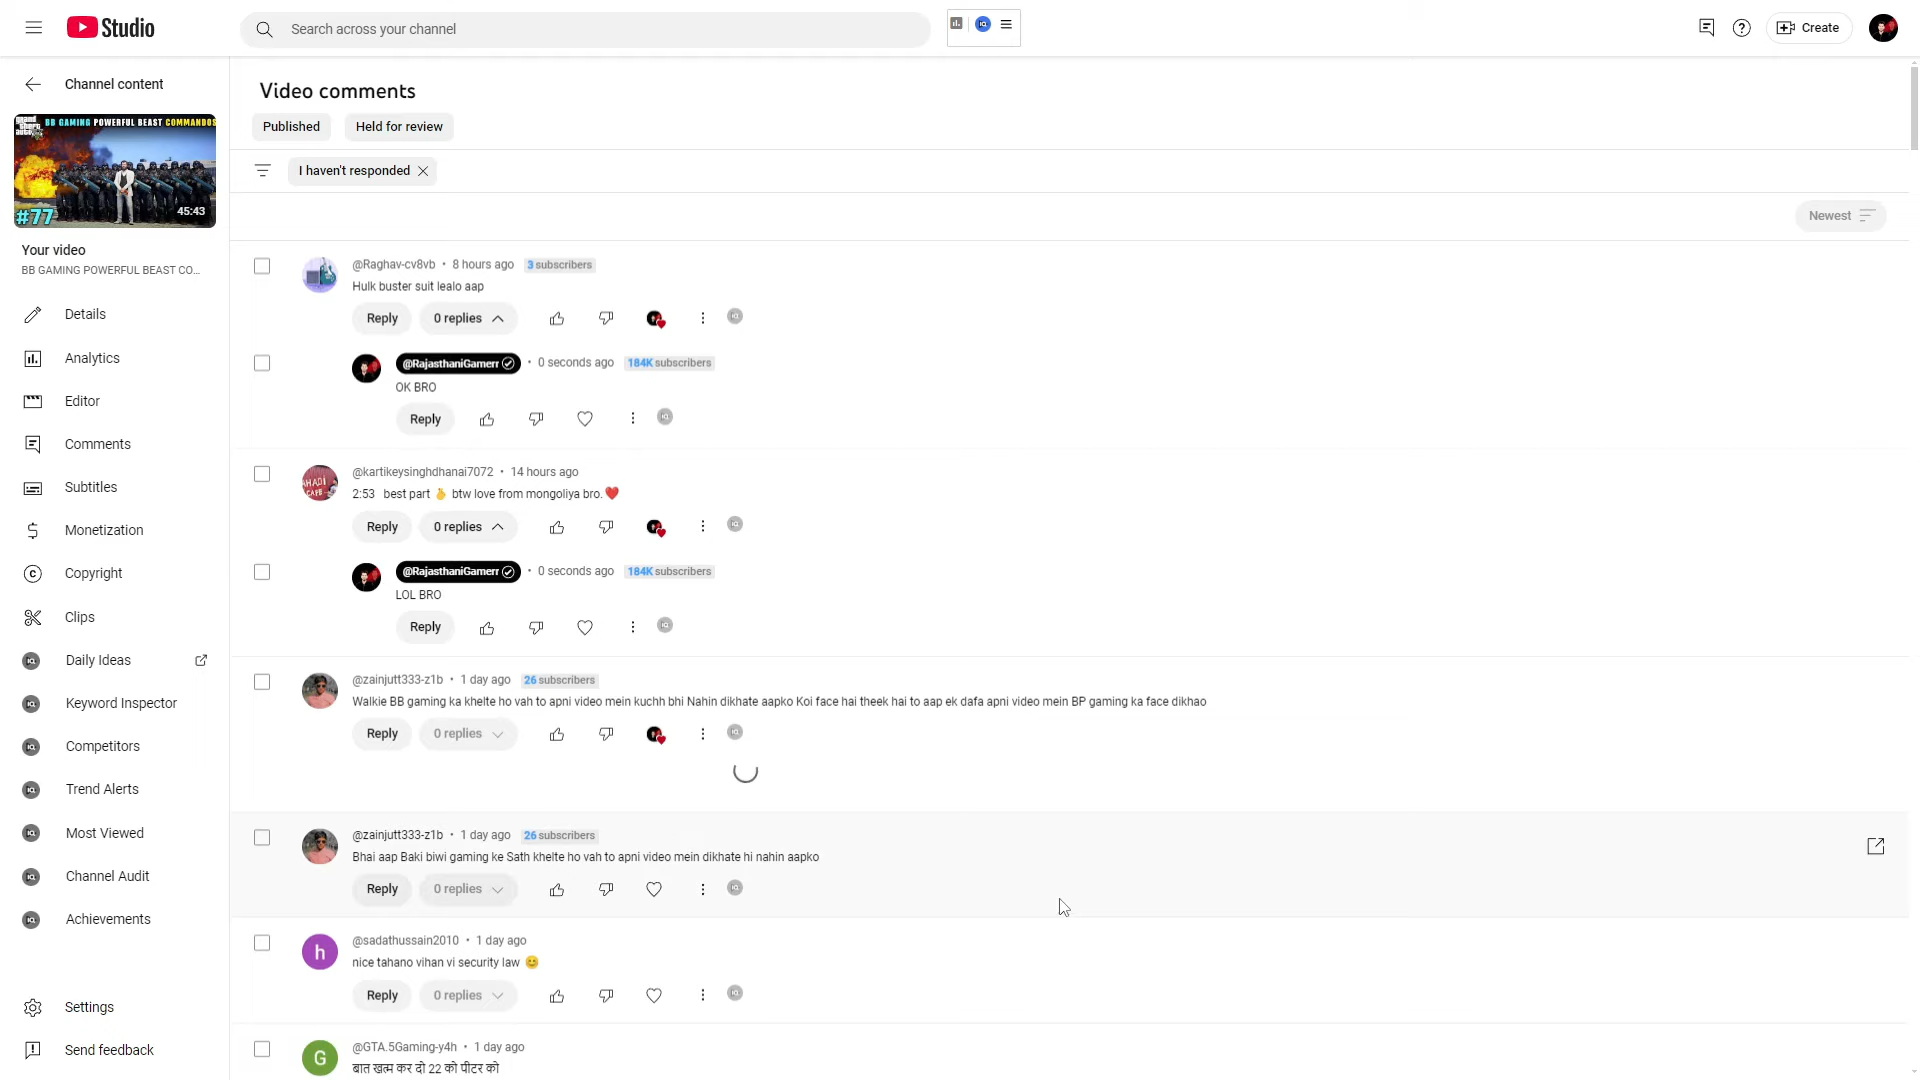 Studio
Search across your channel
Create
Channel content
BB GAMING POWERFUL BEAST COMMANDOS
#77
45:43
Your video
BB GAMING POWERFUL BEAST CO...
Details
Analytics
Editor
Comments
Subtitles
Monetization
Copyright
Clips
Daily Ideas
Keyword Inspector
Competitors
Trend Alerts
Most Viewed
Channel Audit
Achievements
Settings
Send feedback
Video comments
Published
Held for review
I haven't responded
Newest
@Raghav-cv8vb • 8 hours ago 3 subscribers
Hulk buster suit lealo aap
Reply 0 replies
@RajasthaniGamerr • 0 seconds ago 184K subscribers
OK BRO
Reply
@kartikeysinghdhanai7072 • 14 hours ago
2:53 best part 🫰 btw love from mongoliya bro.❤️
Reply 0 replies
@RajasthaniGamerr • 0 seconds ago 184K subscribers
LOL BRO
Reply
@zainjutt333-z1b • 1 day ago 26 subscribers
Walkie BB gaming ka khelte ho vah to apni video mein kuchh bhi Nahin dikhate aapko Koi face hai theek hai to aap ek dafa apni video mein BP gaming ka face dikhao
Reply 0 replies
@zainjutt333-z1b • 1 day ago 26 subscribers
Bhai aap Baki biwi gaming ke Sath khelte ho vah to apni video mein dikhate hi nahin aapko
Reply 0 replies
h
@sadathussain2010 • 1 day ago
nice tahano vihan vi security law 😊
Reply 0 replies
G
@GTA.5Gaming-y4h • 1 day ago
बात खत्म कर दो 22 को पीटर को